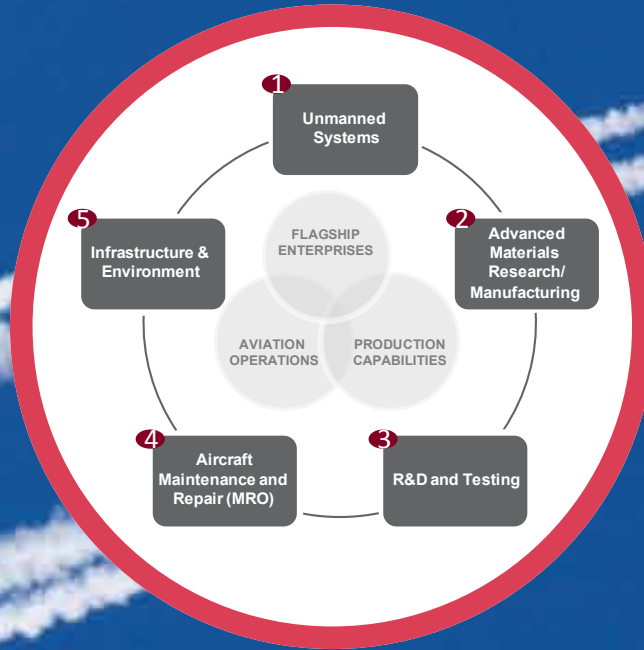 1
Unmanned
Systems
2
Advanced
Materials
Research/
Manufacturing
3
R&D and Testing
4
Aircraft
Maintenance and
Repair (MRO)
5
Infrastructure &
Environment
FLAGSHIP
ENTERPRISES
AVIATION
OPERATIONS
PRODUCTION
CAPABILITIES